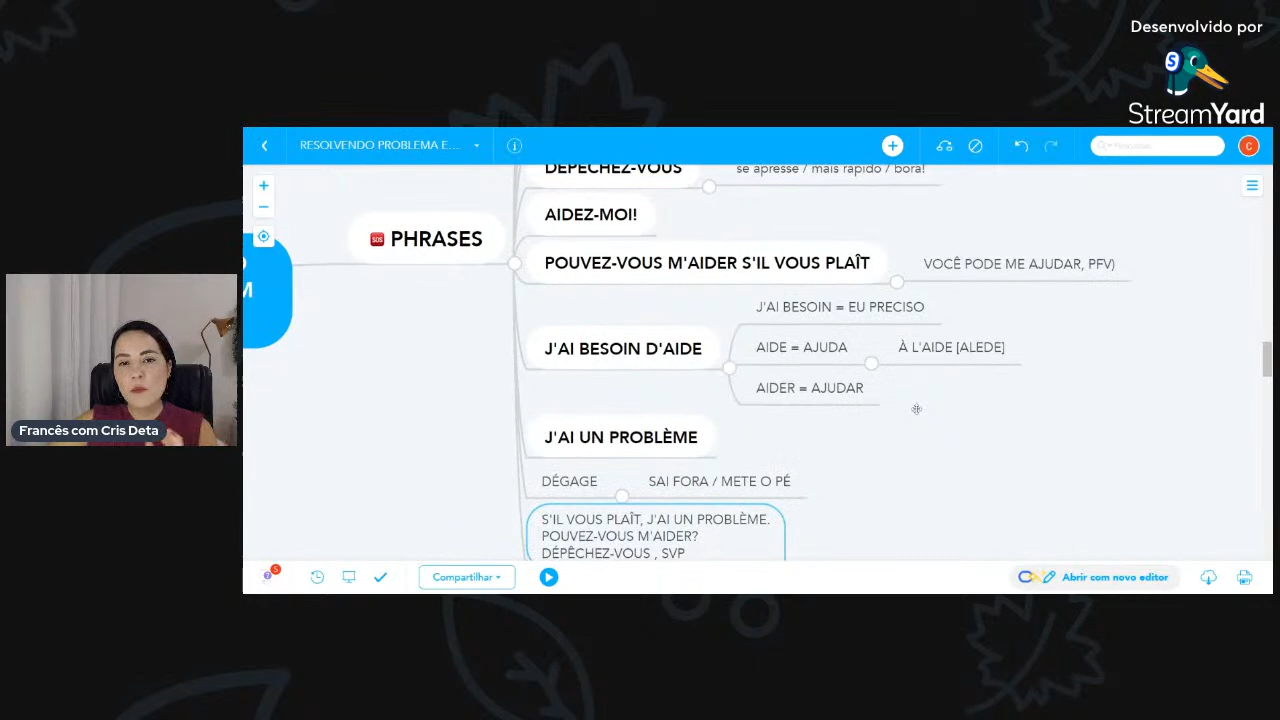 Desenvolvido por
StreamYard
RESOLVENDO PROBLEMA E...
C
DÉPÊCHEZ-VOUS
se apresse / mais rápido / bora!
AIDEZ-MOI!
SOS PHRASES
POUVEZ-VOUS M'AIDER S'IL VOUS PLAÎT
VOCÊ PODE ME AJUDAR, PFV)
M
J'AI BESOIN = EU PRECISO
J'AI BESOIN D'AIDE
AIDE = AJUDA
À L'AIDE [ALEDE]
AIDER = AJUDAR
Francês com Cris Deta
J'AI UN PROBLÈME
DÉGAGE
SAI FORA / METE O PÉ
S'IL VOUS PLAÎT, J'AI UN PROBLÈME.
POUVEZ-VOUS M'AIDER?
DÉPÊCHEZ-VOUS , SVP
5
Compartilhar
Abrir com novo editor